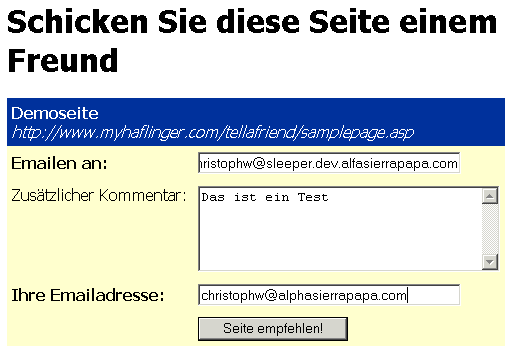 Schicken Sie diese Seite einem
Freund
Demoseite
http://www.myhaflinger.com/tellafriend/samplepage.asp
Emailen an: hristophw@sleeper.dev.alfasierrapapa.com
Zusätzlicher Kommentar: Das ist ein Test
Ihre Emailadresse: christophw@alphasierrapapa.com
Seite empfehlen!